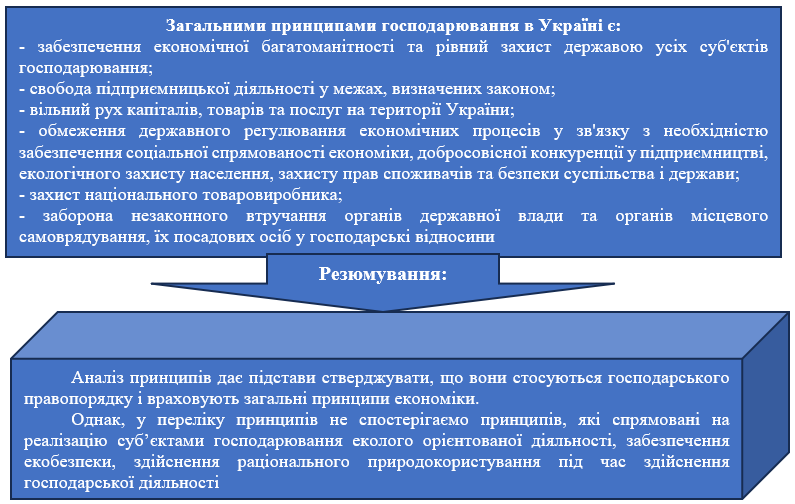 Загальними принципами господарювання в Україні є:
- забезпечення економічної багатоманітності та рівний захист державою усіх суб'єктів
господарювання;
- свобода підприємницької діяльності у межах, визначених законом;
- вільний рух капіталів, товарів та послуг на території України;
- обмеження державного регулювання економічних процесів у зв'язку з необхідністю
забезпечення соціальної спрямованості економіки, добросовісної конкуренції у підприємництві,
екологічного захисту населення, захисту прав споживачів та безпеки суспільства і держави;
- захист національного товаровиробника;
- заборона незаконного втручання органів державної влади та органів місцевого
самоврядування, їх посадових осіб у господарські відносини
Резюмування:
Аналіз принципів дає підстави стверджувати, що вони стосуються господарського
правопорядку і враховують загальні принципи економіки.
Однак, у переліку принципів не спостерігаємо принципів, які спрямовані на
реалізацію суб’єктами господарювання еколого орієнтованої діяльності, забезпечення
екобезпеки, здійснення раціонального природокористування під час здійснення
господарської діяльності